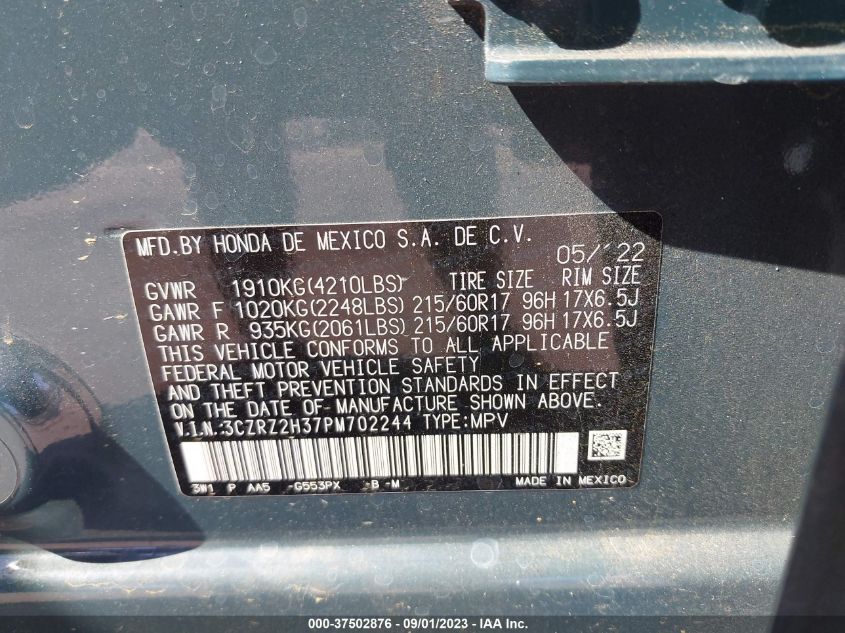 MFD.BY HONDA DE MEXICO S.A. DE C.V. 05/'22
GVWR 1910KG(4210LBS) TIRE SIZE RIM SIZE
GAWR F 1020KG(2248LBS) 215/60R17 96H 17X6.5J
GAWR R 935KG(2061LBS) 215/60R17 96H 17X6.5J
THIS VEHICLE CONFORMS TO ALL APPLICABLE
FEDERAL MOTOR VEHICLE SAFETY
AND THEFT PREVENTION STANDARDS IN EFFECT
ON THE DATE OF MANUFACTURE SHOWN ABOVE.
V.I.N.:3CZRZ2H37PM702244 TYPE:MPV
3W1 P AA5 -G553PX -B -M MADE IN MEXICO
000-37502876 - 09/01/2023 - © IAA, Inc.